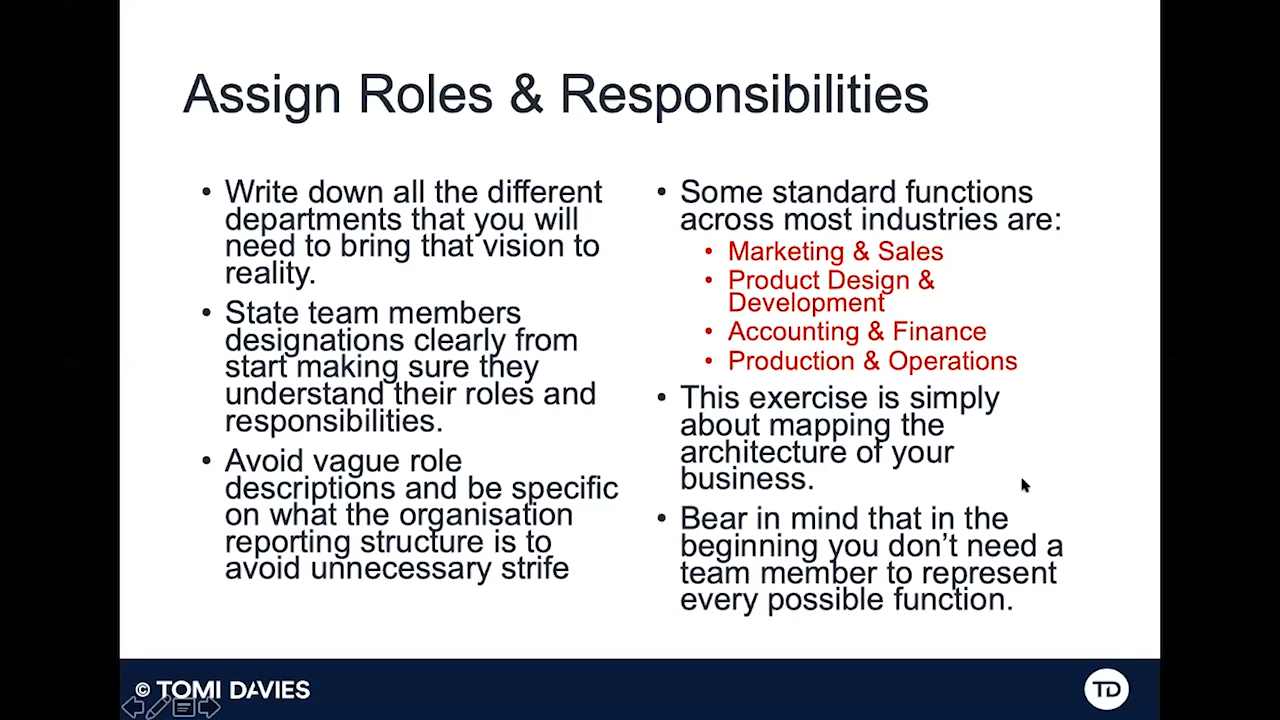 Assign Roles & Responsibilities
• Write down all the different
departments that you will
need to bring that vision to
reality.
• State team members
designations clearly from
start making sure they
understand their roles and
responsibilities.
• Avoid vague role
descriptions and be specific
on what the organisation
reporting structure is to
avoid unnecessary strife
• Some standard functions
across most industries are:
• Marketing & Sales
• Product Design &
Development
• Accounting & Finance
• Production & Operations
• This exercise is simply
about mapping the
architecture of your
business.
• Bear in mind that in the
beginning you don’t need a
team member to represent
every possible function.
© TOMI DAVIES
TD